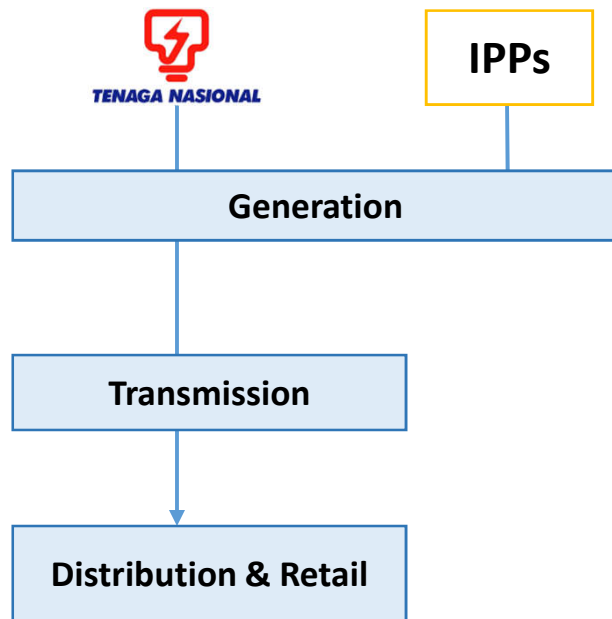 TENAGA NASIONAL
IPPs
Generation
Transmission
Distribution & Retail